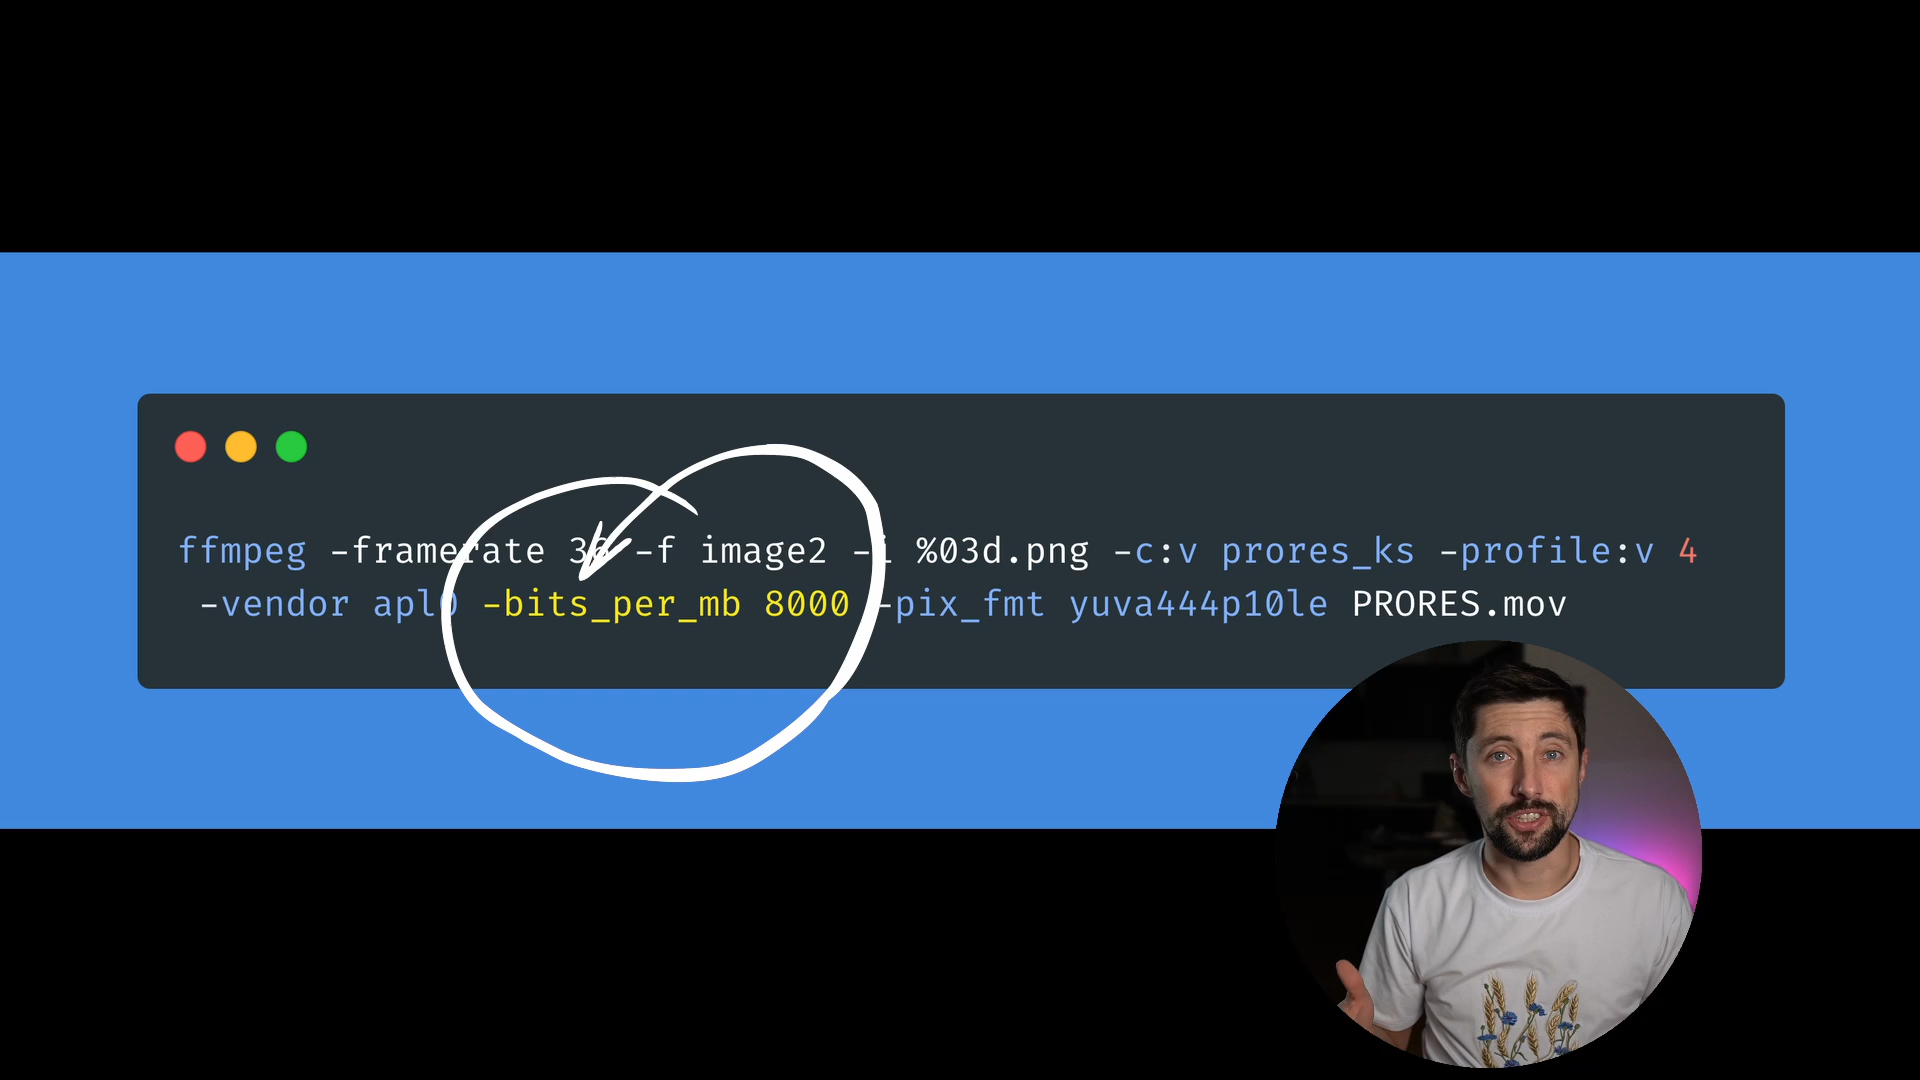 ffmpeg -framerate 30 -f image2 -i %03d.png -c:v prores_ks -profile:v 4
-vendor apl0 -bits_per_mb 8000 -pix_fmt yuva444p10le PRORES.mov